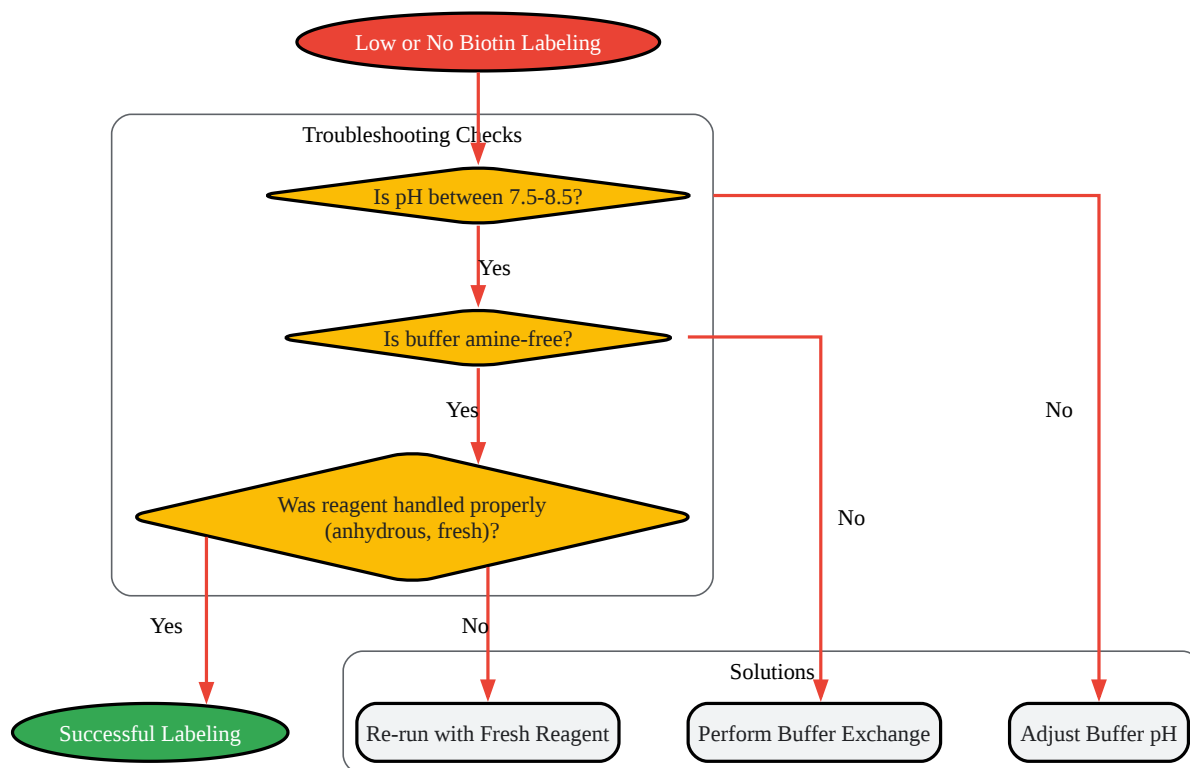 Low or No Biotin Labeling
Troubleshooting Checks
Is pH between 7.5-8.5?
Yes
Is buffer amine-free?
Yes
No
Was reagent handled properly
(anhydrous, fresh)?
No
Yes
No
Solutions
Successful Labeling
Re-run with Fresh Reagent
Perform Buffer Exchange
Adjust Buffer pH